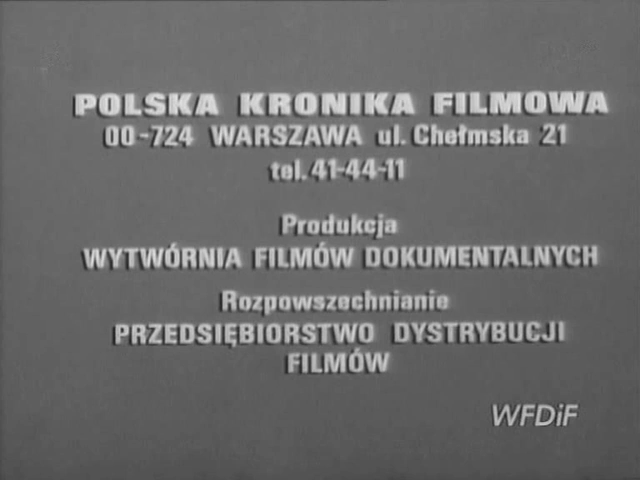 POLSKA KRONIKA FILMOWA
00-724 WARSZAWA ul. Chełmska 21
tel. 41-44-11
Produkcja
WYTWÓRNIA FILMÓW DOKUMENTALNYCH
Rozpowszechnianie
PRZEDSIĘBIORSTWO DYSTRYBUCJI
FILMÓW
WFDiF